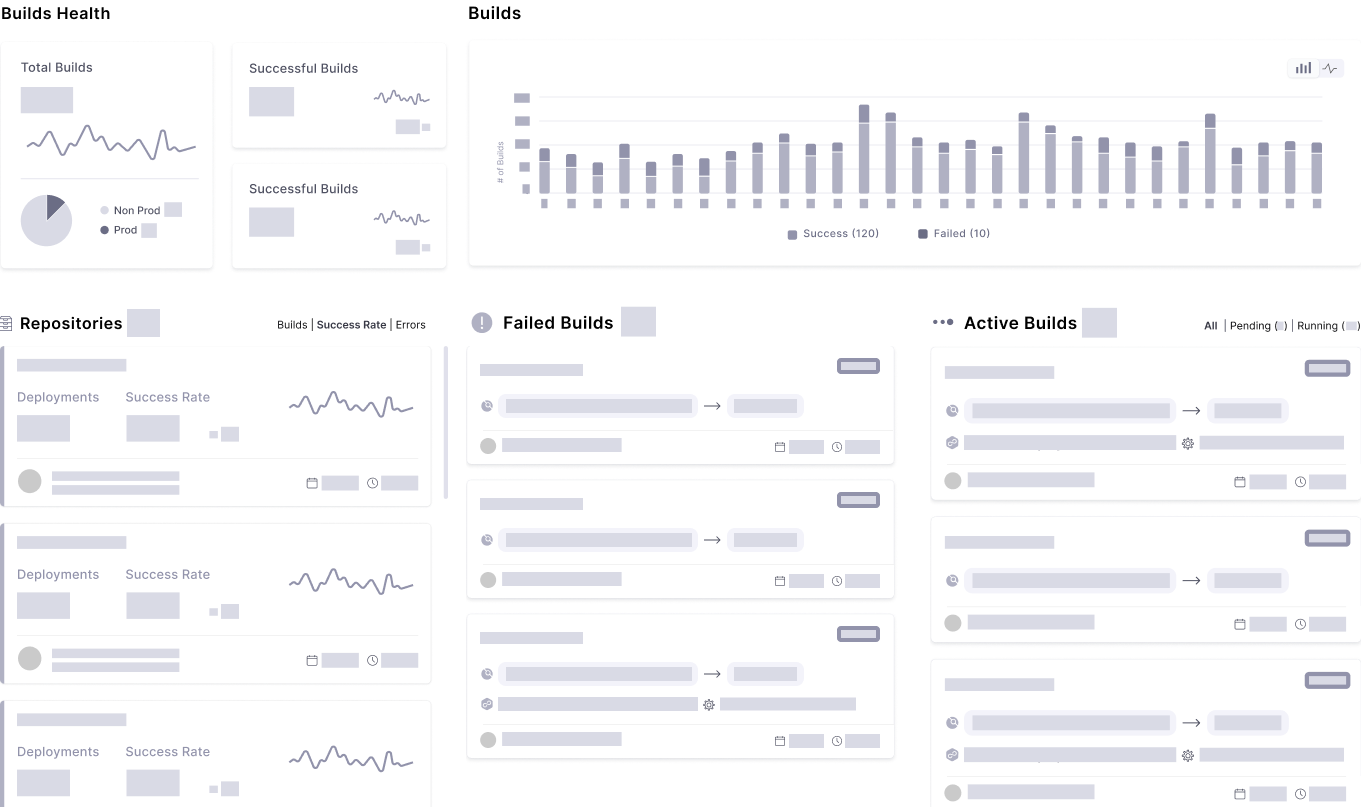 Builds Health
Total Builds
Non Prod
Prod
Successful Builds
Successful Builds
Builds
# of Builds
Success (120)
Failed (10)
Repositories
Builds | Success Rate | Errors
Deployments Success Rate
Deployments Success Rate
Deployments Success Rate
Failed Builds
Active Builds
All | Pending ( ) | Running ( )